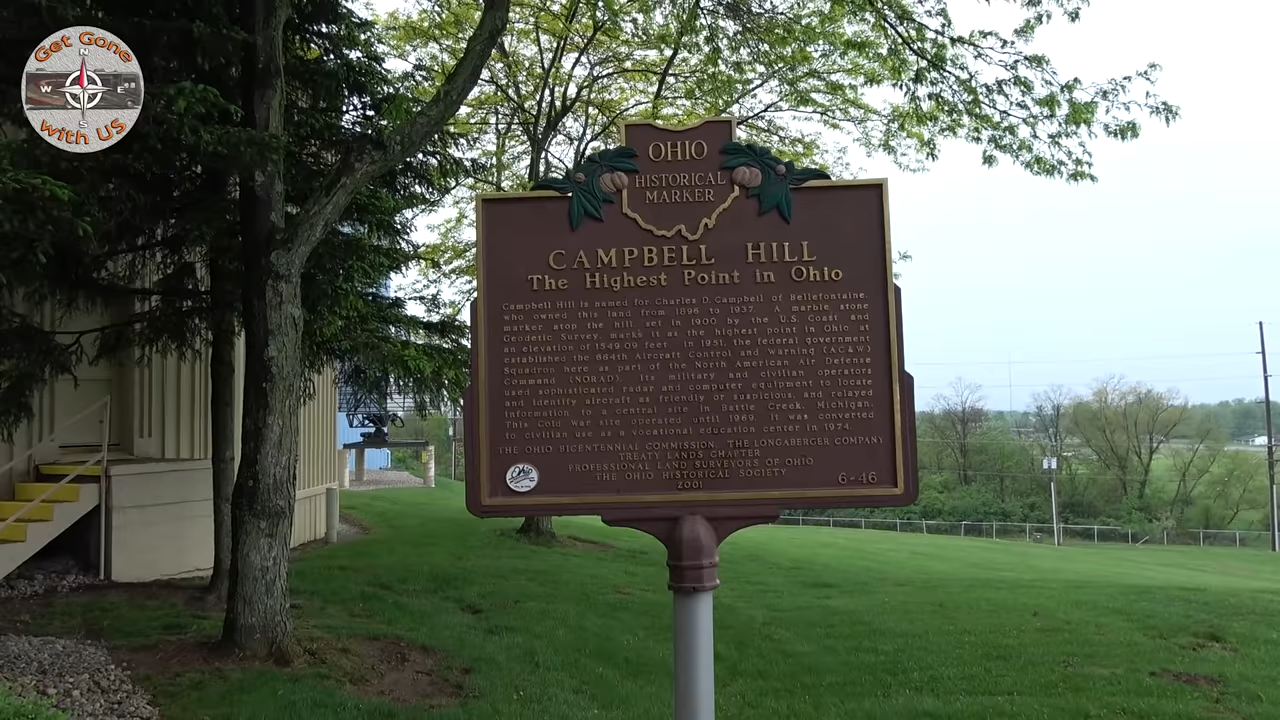 Get Gone
N
W E
S
with US
OHIO
HISTORICAL
MARKER
CAMPBELL HILL
The Highest Point in Ohio
Campbell Hill is named for Charles D. Campbell of Bellefontaine,
who owned this land from 1896 to 1937. A marble stone
marker atop the hill, set in 1900 by the U.S. Coast and
Geodetic Survey, marks it as the highest point in Ohio at
an elevation of 1549.09 feet. In 1951, the federal government
established the 664th Aircraft Control and Warning (AC&W)
Squadron here as part of the North American Air Defense
Command (NORAD). Its military and civilian operators
used sophisticated radar and computer equipment to locate
and identify aircraft as friendly or suspicious, and relayed
information to a central site in Battle Creek, Michigan.
This Cold War site operated until 1969. It was converted
to civilian use as a vocational education center in 1974.
THE OHIO BICENTENNIAL COMMISSION, THE LONGABERGER COMPANY
TREATY LANDS CHAPTER
PROFESSIONAL LAND SURVEYORS OF OHIO
THE OHIO HISTORICAL SOCIETY
2001
6-46
Ohio